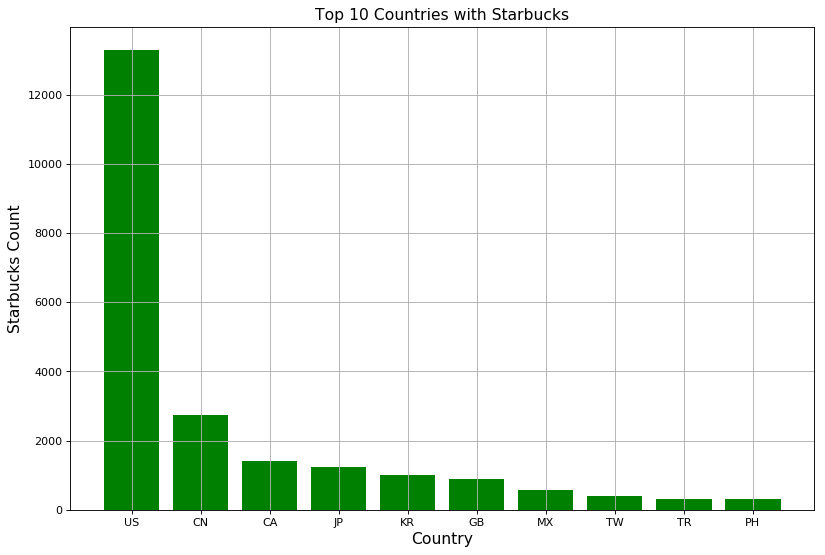 Top 10 Countries with Starbucks
Starbucks Count
12000
10000
8000
6000
4000
2000
0
US CN CA JP KR GB MX TW TR PH
Country